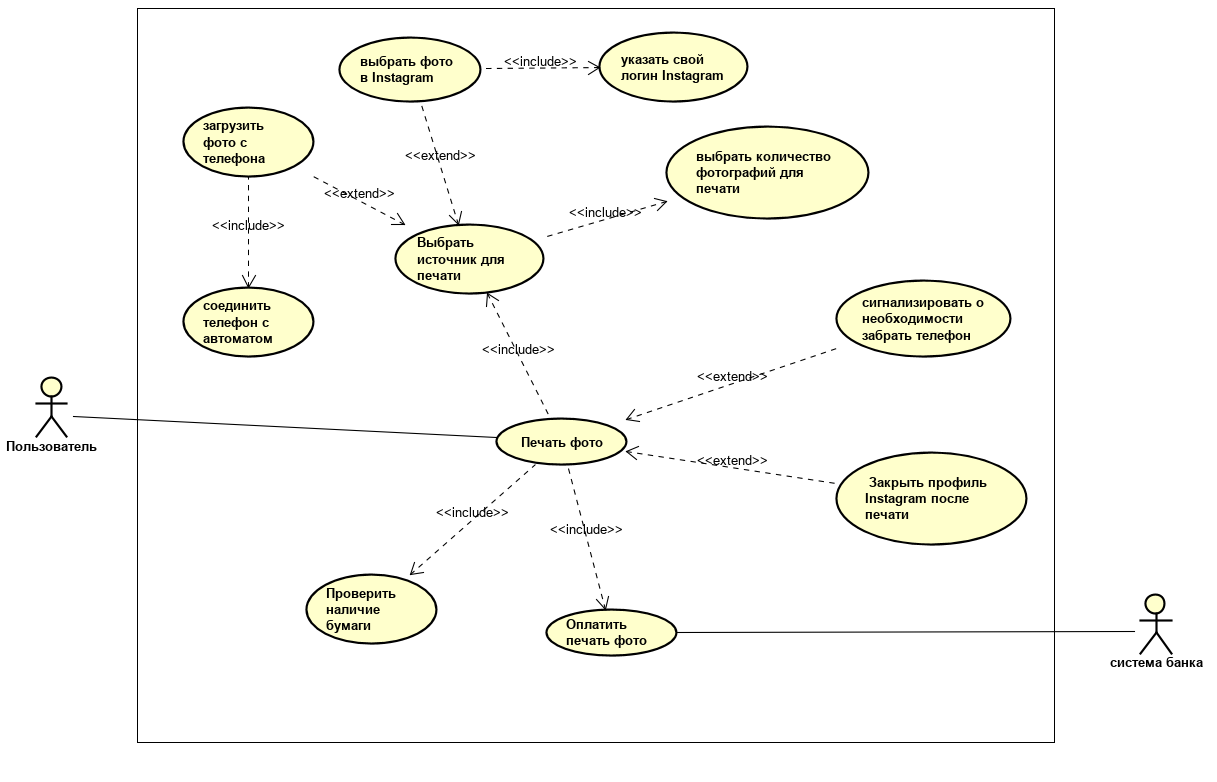 выбрать фото
в Instagram
<<include>>
указать свой
логин Instagram
загрузить
фото с
телефона
<<extend>>
выбрать количество
фотографий для
печати
<<extend>>
<<include>>
<<include>>
Выбрать
источник для
печати
соединить
телефон с
автоматом
сигнализировать о
необходимости
забрать телефон
<<include>>
<<extend>>
Пользователь
Печать фото
<<extend>>
Закрыть профиль
Instagram после
печати
<<include>>
<<include>>
Проверить
наличие
бумаги
Оплатить
печать фото
система банка